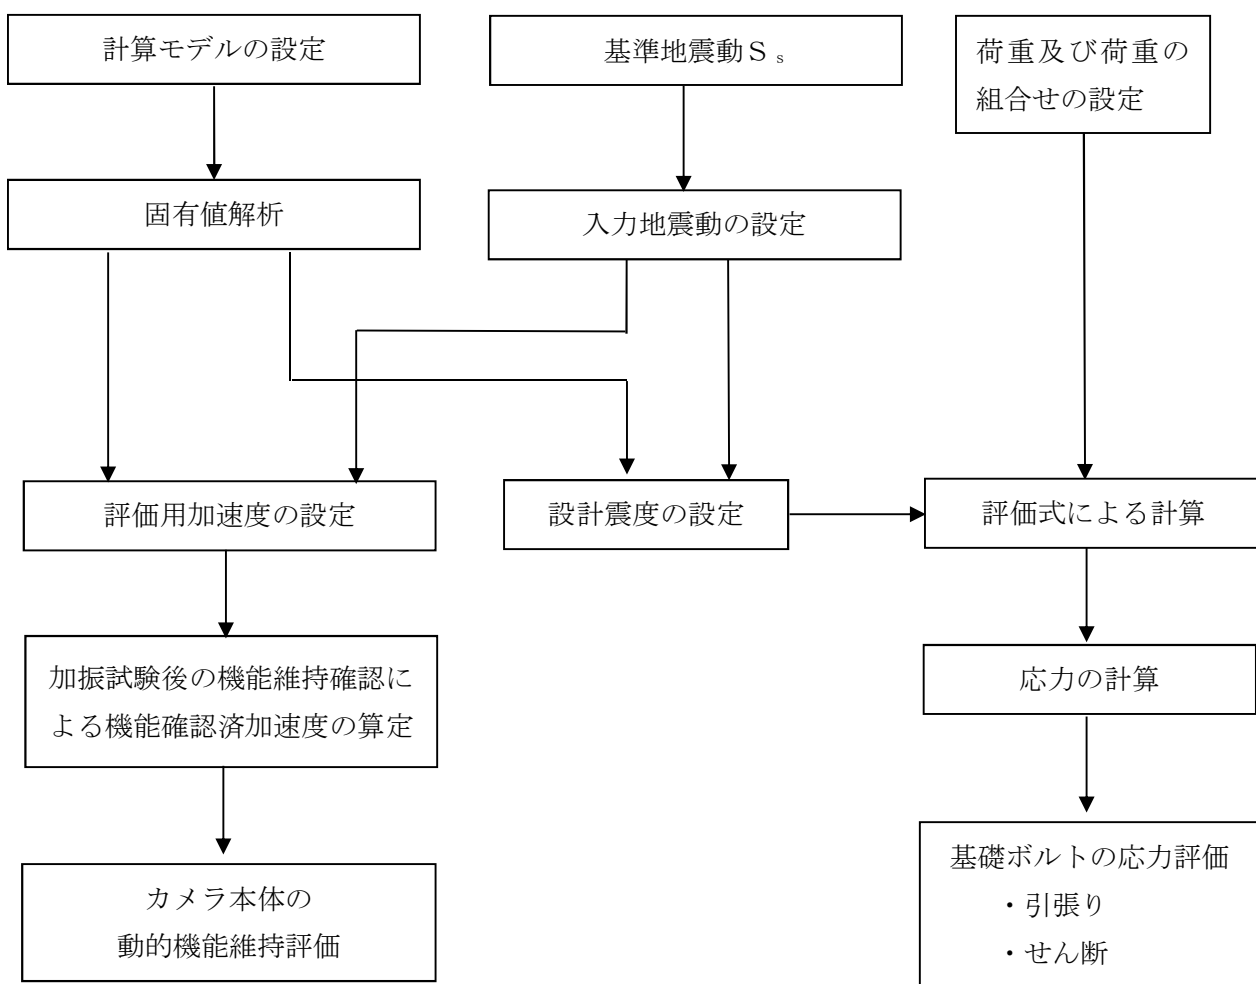 計算モデルの設定
基準地震動Ｓｓ
荷重及び荷重の
組合せの設定
固有値解析
入力地震動の設定
評価用加速度の設定
設計震度の設定
評価式による計算
加振試験後の機能維持確認に
よる機能確認済加速度の算定
応力の計算
カメラ本体の
動的機能維持評価
基礎ボルトの応力評価
・引張り
・せん断